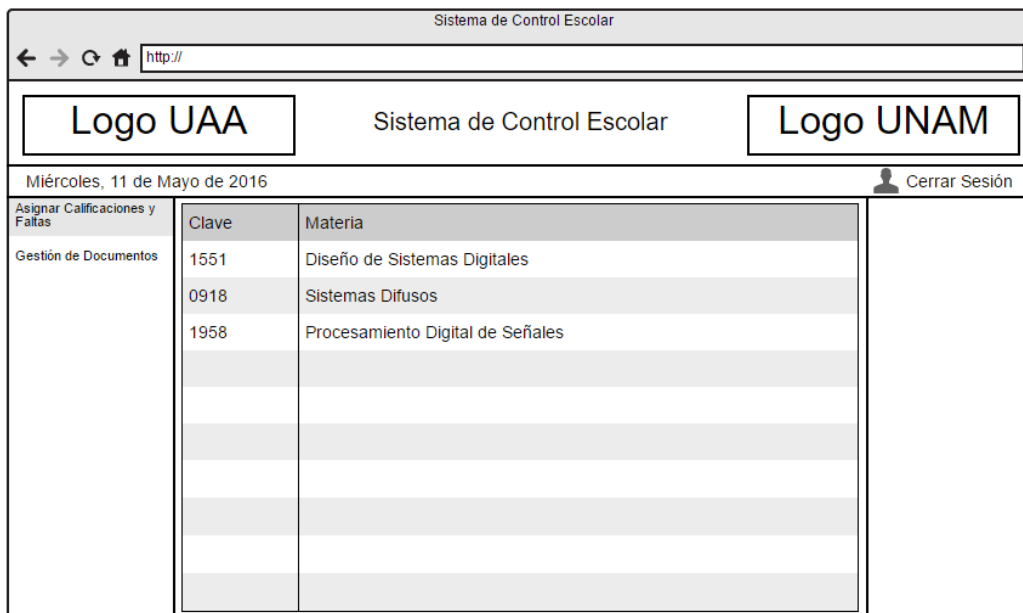 Sistema de Control Escolar
http://
Logo UAA
Sistema de Control Escolar
Logo UNAM
Miércoles, 11 de Mayo de 2016
Cerrar Sesión
Asignar Calificaciones y
Faltas
Gestión de Documentos
Clave Materia
1551 Diseño de Sistemas Digitales
0918 Sistemas Difusos
1958 Procesamiento Digital de Señales